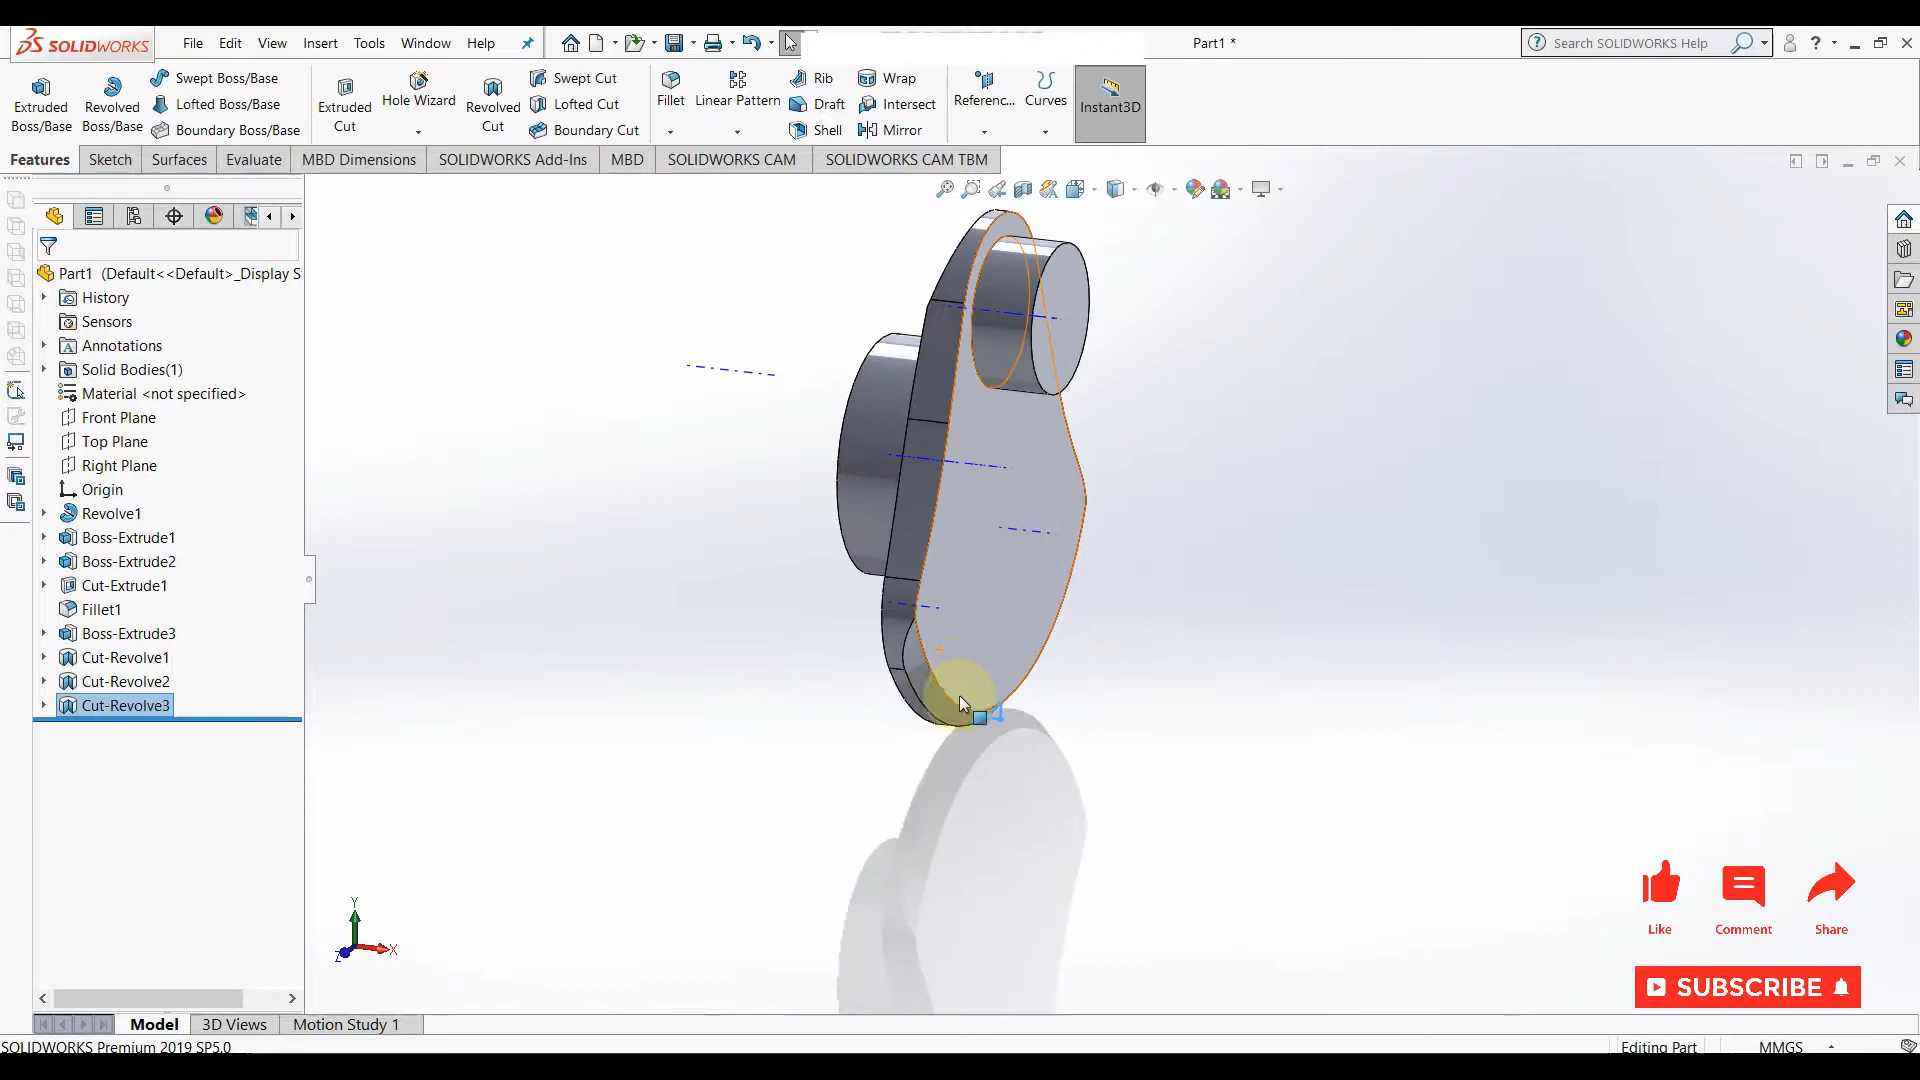 SOLIDWORKS File Edit View Insert Tools Window Help Part1 * Search SOLIDWORKS Help ?
Extruded Boss/Base
Revolved Boss/Base
Swept Boss/Base
Lofted Boss/Base
Boundary Boss/Base
Extruded Cut
Hole Wizard
Revolved Cut
Swept Cut
Lofted Cut
Boundary Cut
Fillet
Linear Pattern
Rib
Draft
Shell
Wrap
Intersect
Mirror
Referenc...
Curves
Instant3D
Features Sketch Surfaces Evaluate MBD Dimensions SOLIDWORKS Add-Ins MBD SOLIDWORKS CAM SOLIDWORKS CAM TBM
Part1 (Default<<Default>_Display S
History
Sensors
Annotations
Solid Bodies(1)
Material <not specified>
Front Plane
Top Plane
Right Plane
Origin
Revolve1
Boss-Extrude1
Boss-Extrude2
Cut-Extrude1
Fillet1
Boss-Extrude3
Cut-Revolve1
Cut-Revolve2
Cut-Revolve3
Y
X
Z
Like Comment Share
SUBSCRIBE
Model 3D Views Motion Study 1
SOLIDWORKS Premium 2019 SP5.0 Editing Part MMGS